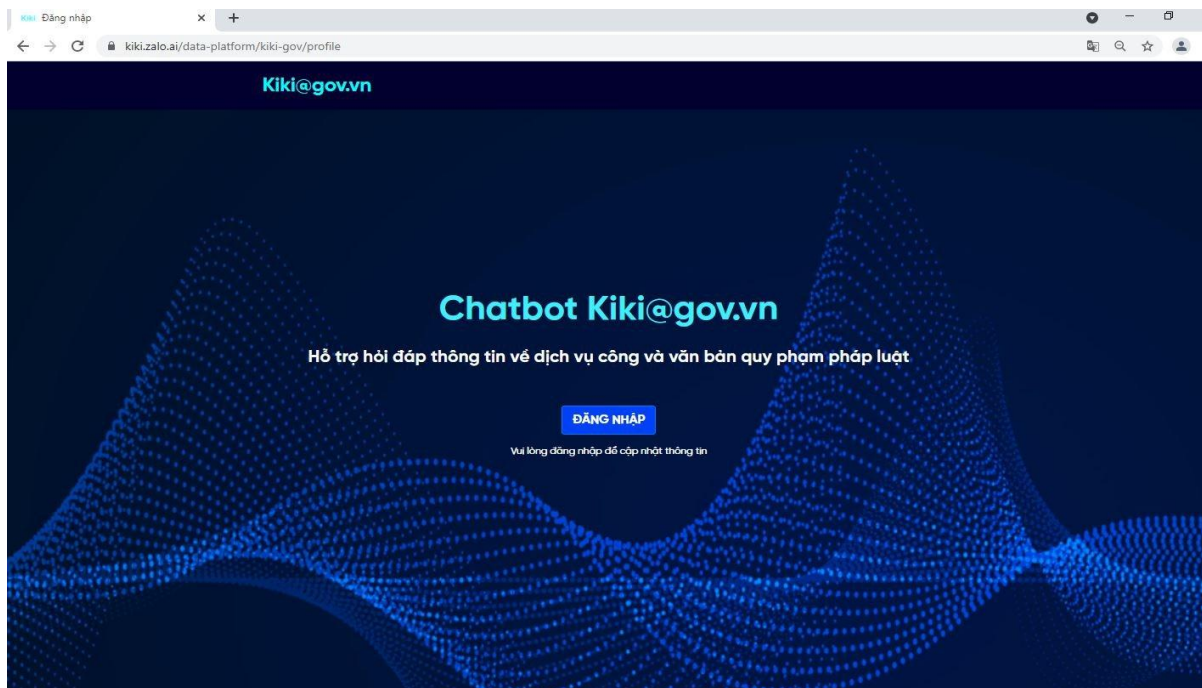 Kiki Đăng nhập
kiki.zalo.ai/data-platform/kiki-gov/profile
Kiki@gov.vn
Chatbot Kiki@gov.vn
Hỗ trợ hỏi đáp thông tin về dịch vụ công và văn bản quy phạm pháp luật
ĐĂNG NHẬP
Vui lòng đăng nhập để cập nhật thông tin